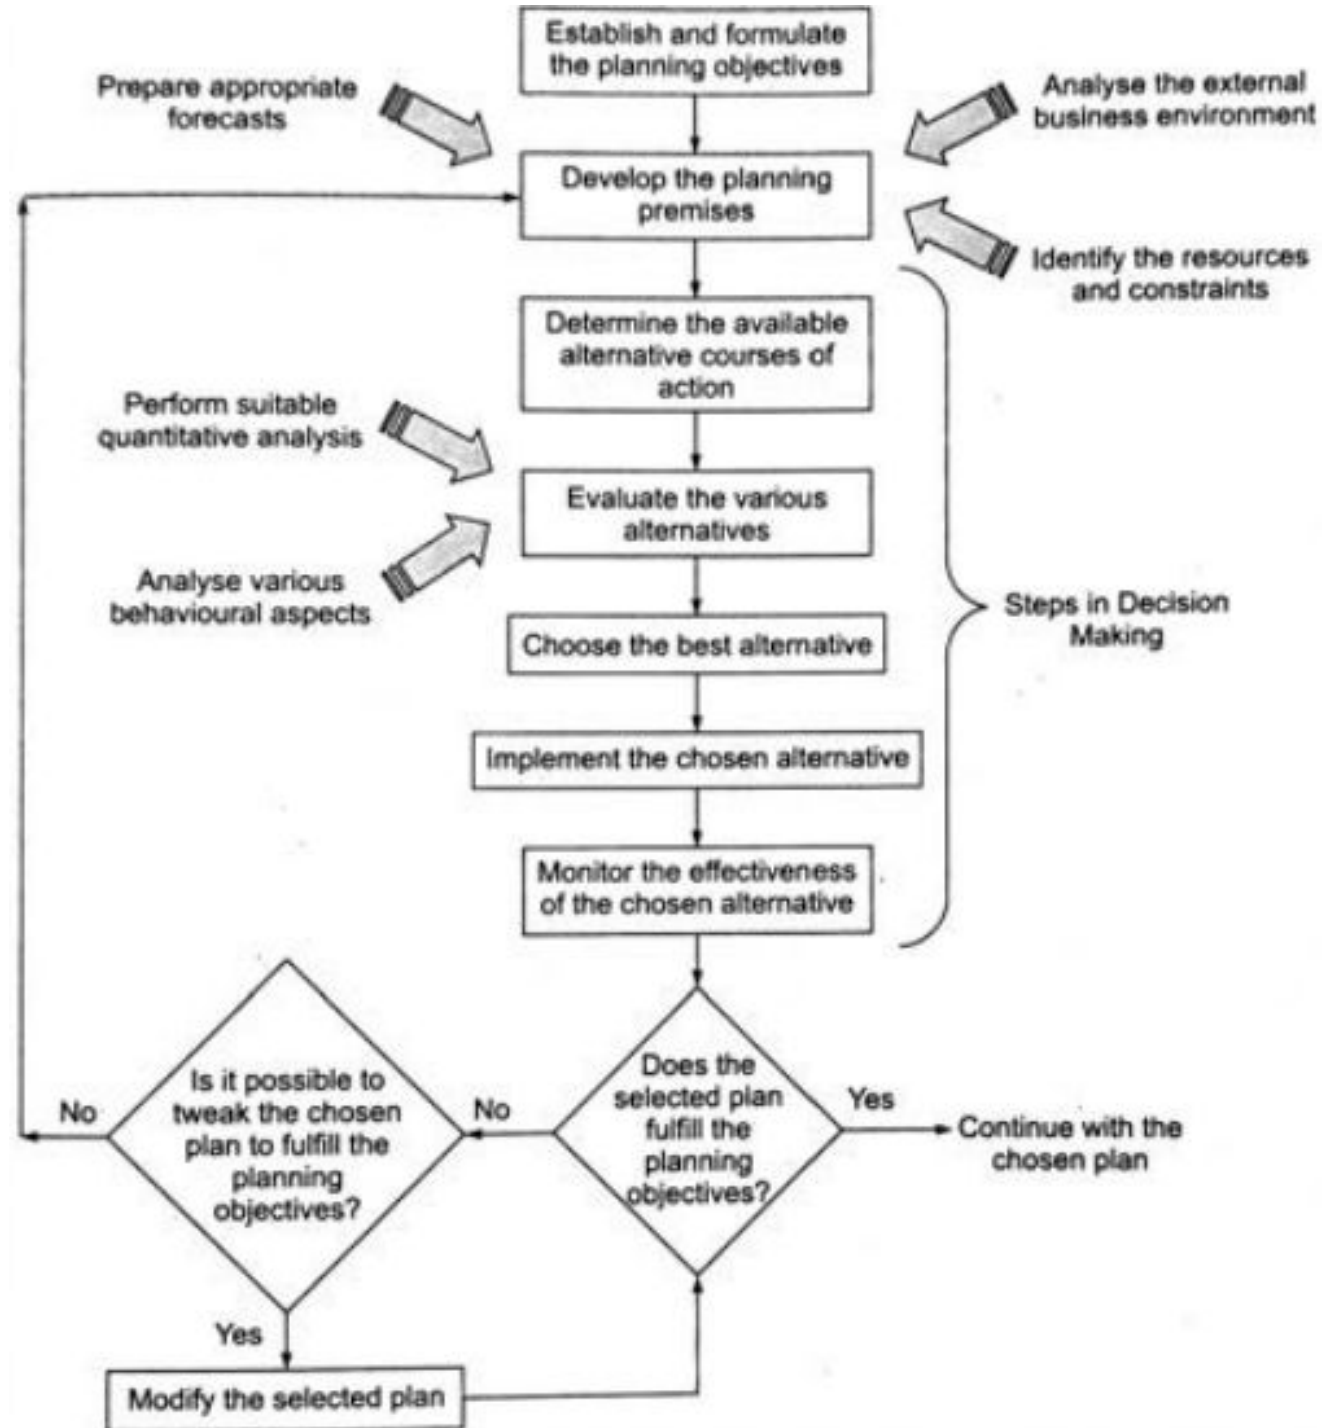 Establish and formulate
the planning objectives
Prepare appropriate
forecasts
Analyse the external
business environment
Develop the planning
premises
Identify the resources
and constraints
Determine the available
alternative courses of
action
Perform suitable
quantitative analysis
Evaluate the various
alternatives
Analyse various
behavioural aspects
Steps in Decision
Making
Choose the best alternative
Implement the chosen alternative
Monitor the effectiveness
of the chosen alternative
Does the
selected plan
fulfill the
planning
objectives?
Yes
Continue with the
chosen plan
No
Is it possible to
tweak the chosen
plan to fulfill the
planning
objectives?
No
Yes
Modify the selected plan